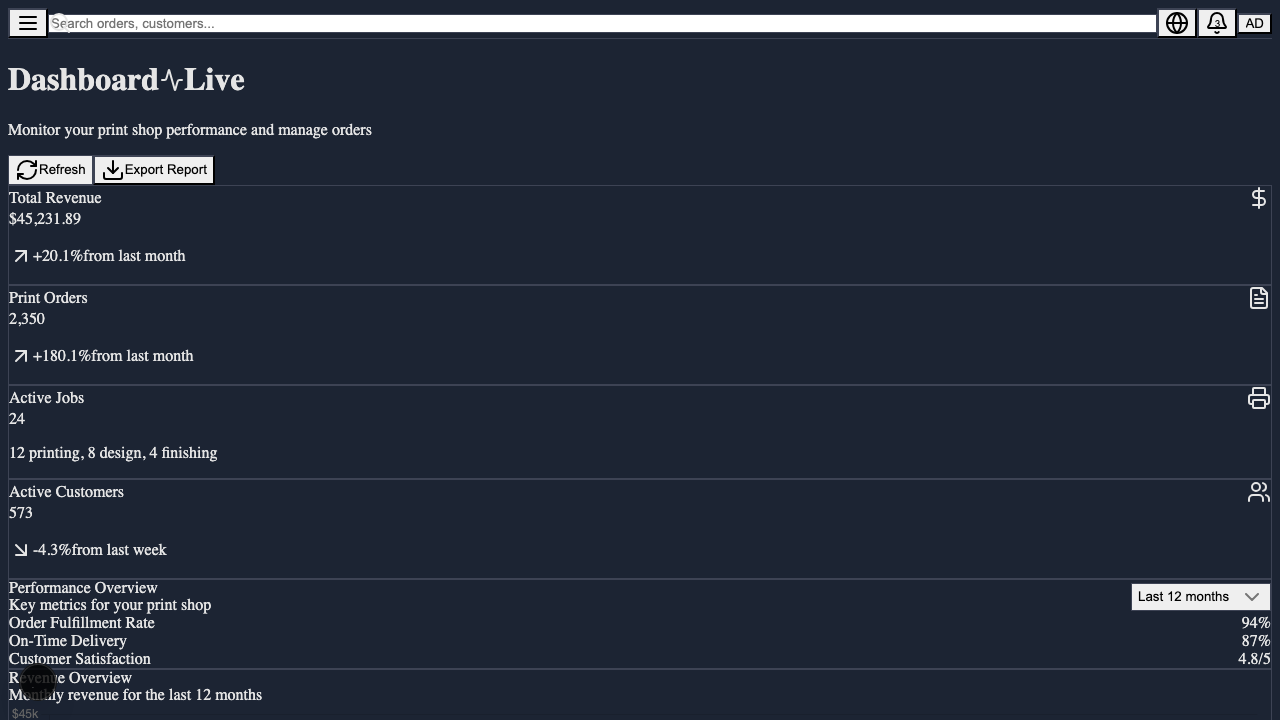 Search orders, customers...
3
AD
Dashboard Live
Monitor your print shop performance and manage orders
Refresh Export Report
Total Revenue
$45,231.89
+20.1%from last month
Print Orders
2,350
+180.1%from last month
Active Jobs
24
12 printing, 8 design, 4 finishing
Active Customers
573
-4.3%from last week
Performance Overview
Key metrics for your print shop
Last 12 months
Order Fulfillment Rate 94%
On-Time Delivery 87%
Customer Satisfaction 4.8/5
Revenue Overview
Monthly revenue for the last 12 months
$45k